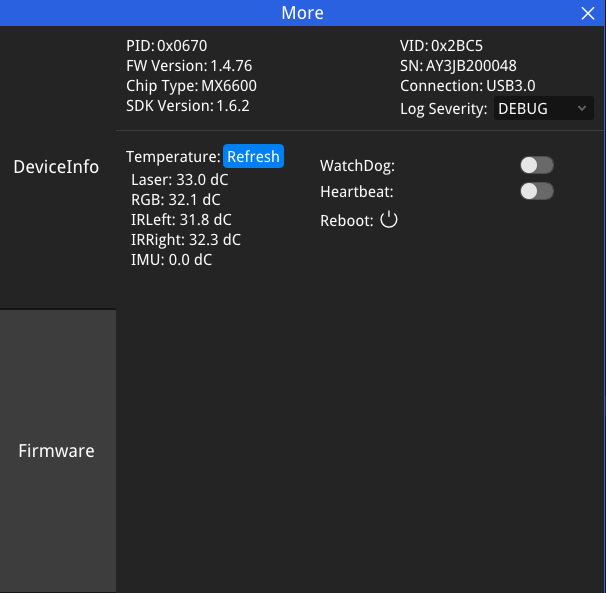 More
PID: 0x0670
VID: 0x2BC5
FW Version: 1.4.76
SN: AY3JB200048
Chip Type: MX6600
Connection: USB3.0
SDK Version: 1.6.2
Log Severity: DEBUG
DeviceInfo
Temperature: Refresh
Laser: 33.0 dC
RGB: 32.1 dC
IRLeft: 31.8 dC
IRRight: 32.3 dC
IMU: 0.0 dC
WatchDog:
Heartbeat:
Reboot:
Firmware